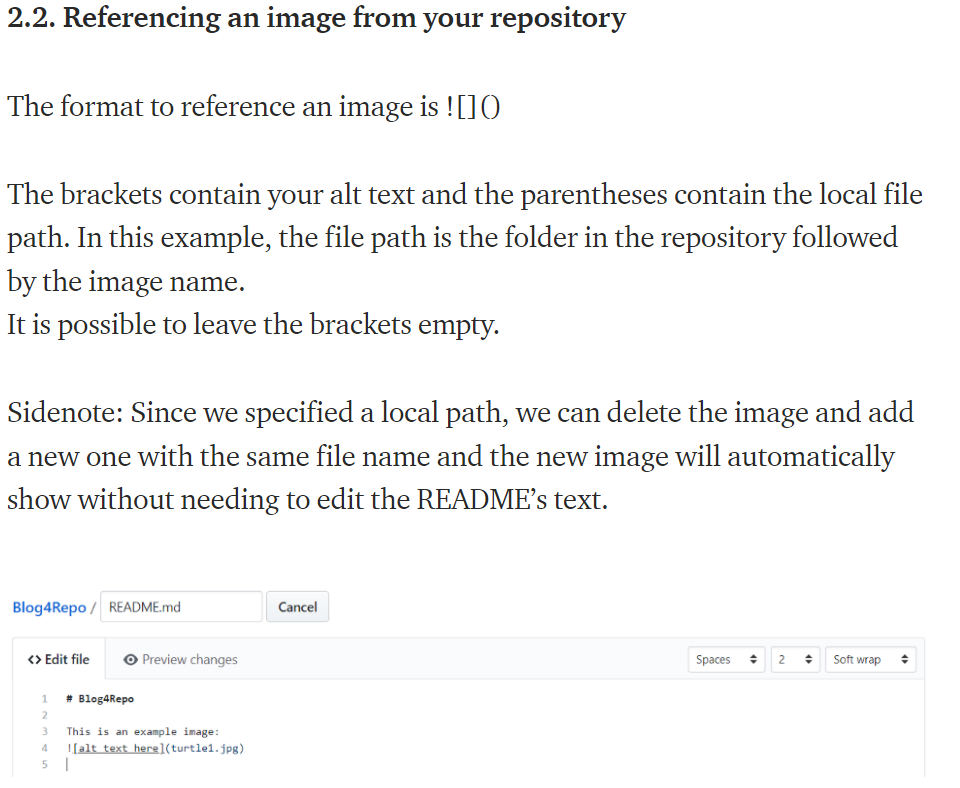 2.2. Referencing an image from your repository
The format to reference an image is ![]()
The brackets contain your alt text and the parentheses contain the local file
path. In this example, the file path is the folder in the repository followed
by the image name.
It is possible to leave the brackets empty.
Sidenote: Since we specified a local path, we can delete the image and add
a new one with the same file name and the new image will automatically
show without needing to edit the README’s text.
Blog4Repo / README.md Cancel
<> Edit file Preview changes Spaces 2 Soft wrap
1 # Blog4Repo
2
3 This is an example image:
4 ![alt text here](turtle1.jpg)
5